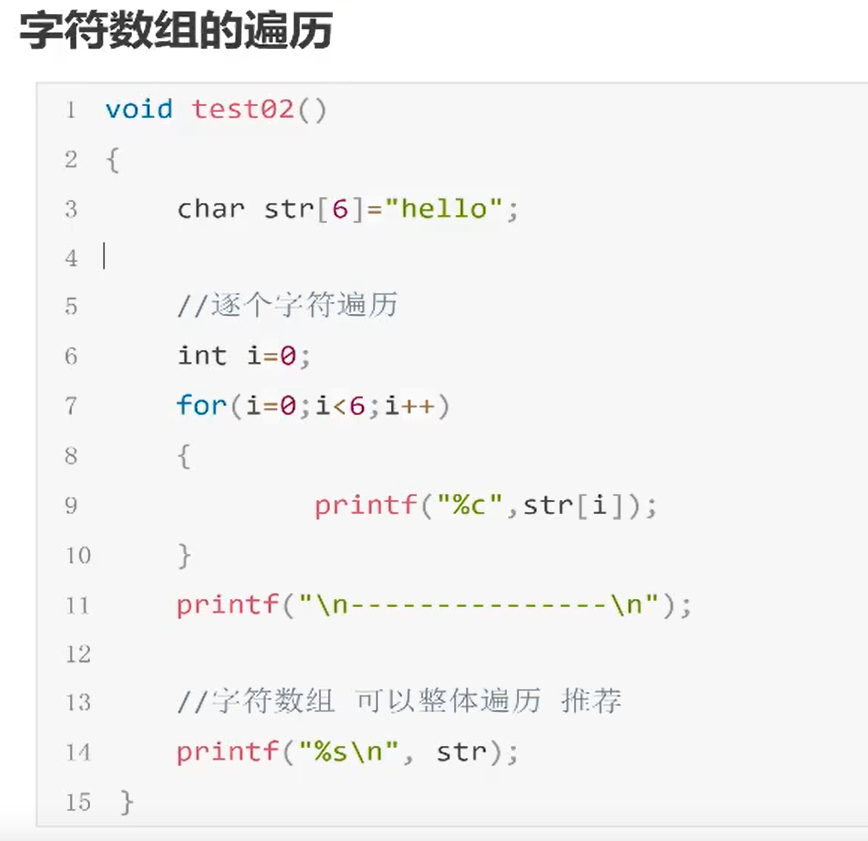 字符数组的遍历
1 void test02()
2 {
3 char str[6]="hello";
4
5 //逐个字符遍历
6 int i=0;
7 for(i=0;i<6;i++)
8 {
9 printf("%c",str[i]);
10 }
11 printf("\n---------------\n");
12
13 //字符数组 可以整体遍历 推荐
14 printf("%s\n", str);
15 }